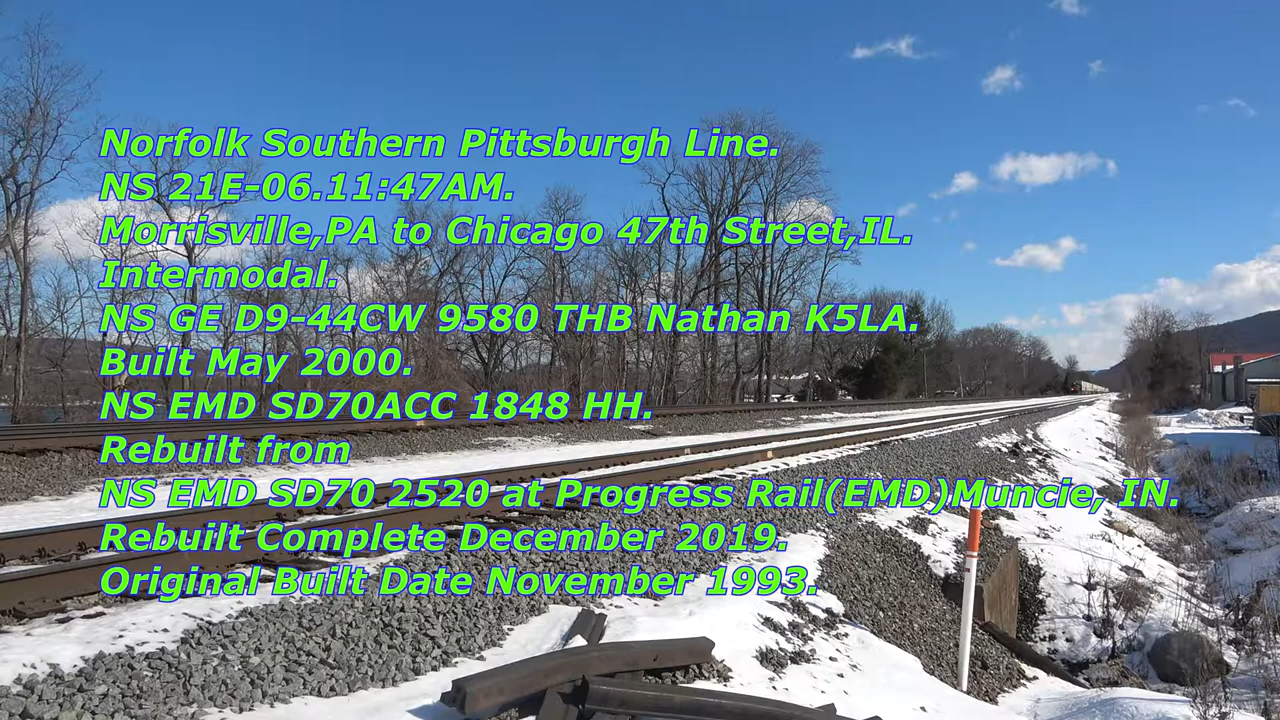 Norfolk Southern Pittsburgh Line.
NS 21E-06.11:47AM.
Morrisville,PA to Chicago 47th Street,IL.
Intermodal.
NS GE D9-44CW 9580 THB Nathan K5LA.
Built May 2000.
NS EMD SD70ACC 1848 HH.
Rebuilt from
NS EMD SD70 2520 at Progress Rail(EMD)Muncie, IN.
Rebuilt Complete December 2019.
Original Built Date November 1993.